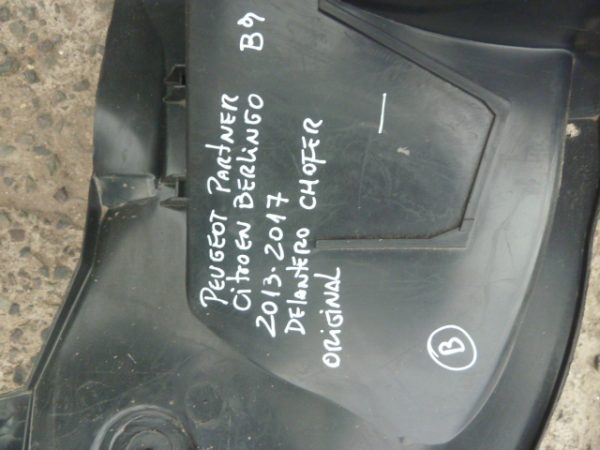 PEUGEOT PARTNER
CitROEN BERLiNGO B9
2013-2017
DElANtERO CHOFER
ORiGiNAL
B